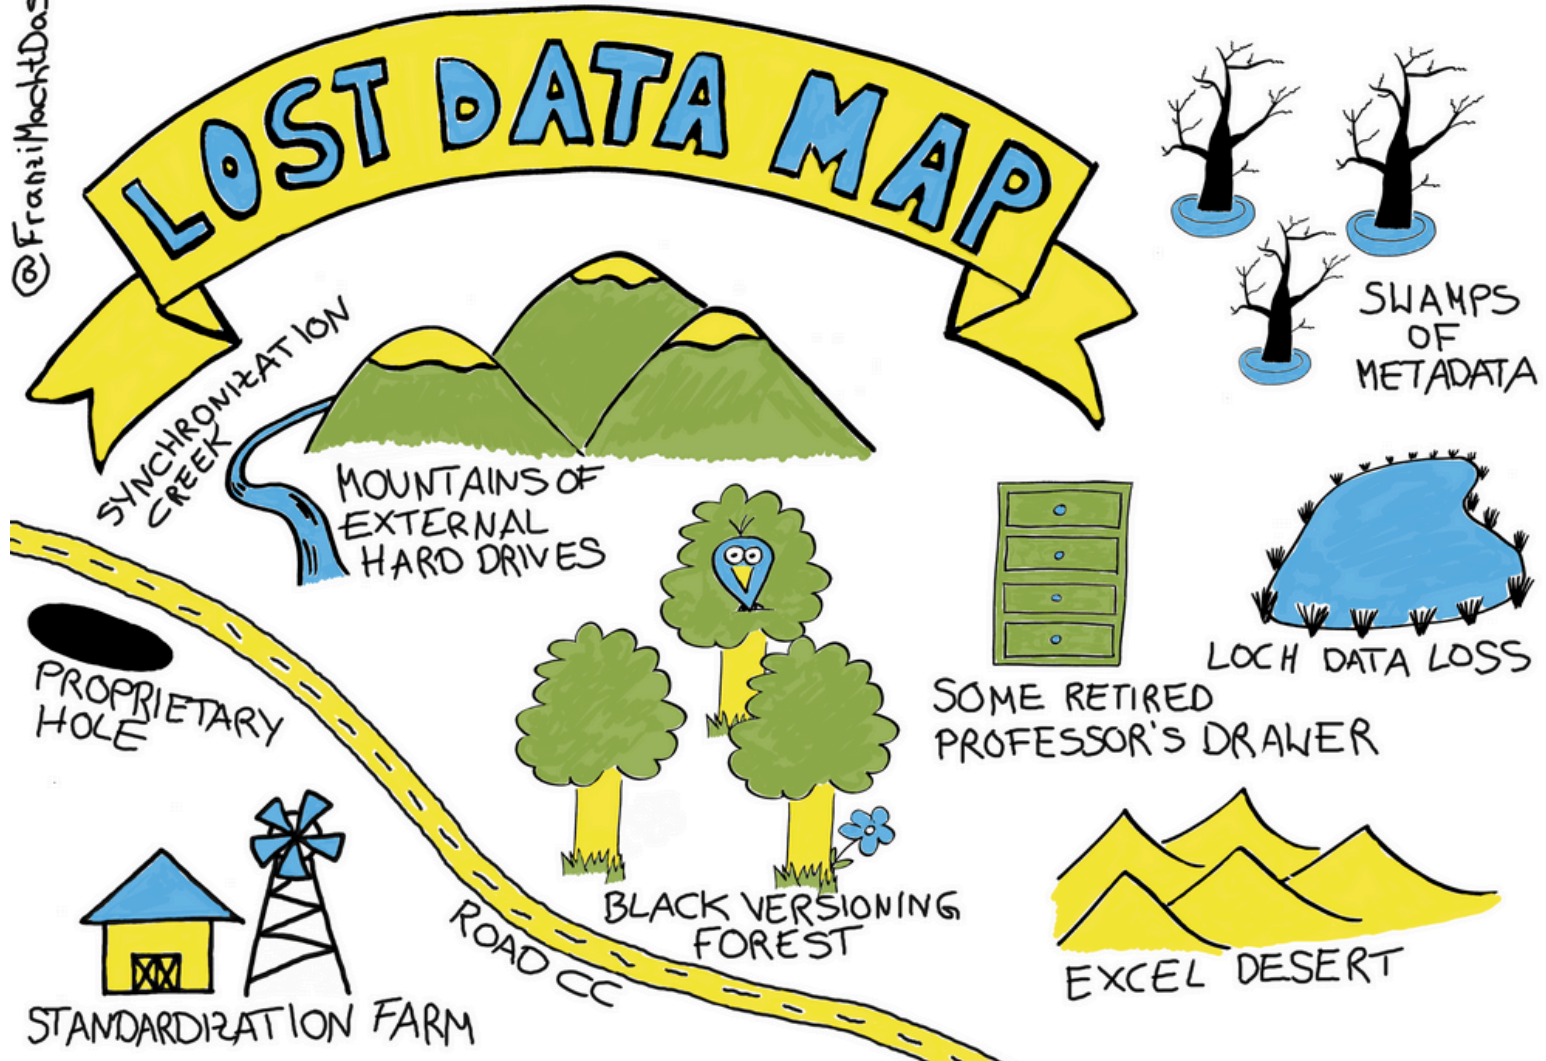 @FranziMachtDas
LOST DATA MAP
SWAMPS
OF
METADATA
SYNCHRONIZATION
CREEK
MOUNTAINS OF
EXTERNAL
HARD DRIVES
PROPRIETARY
HOLE
SOME RETIRED
PROFESSOR'S DRAWER
LOCH DATA LOSS
BLACK VERSIONING
FOREST
ROAD CC
EXCEL DESERT
STANDARDIZATION FARM